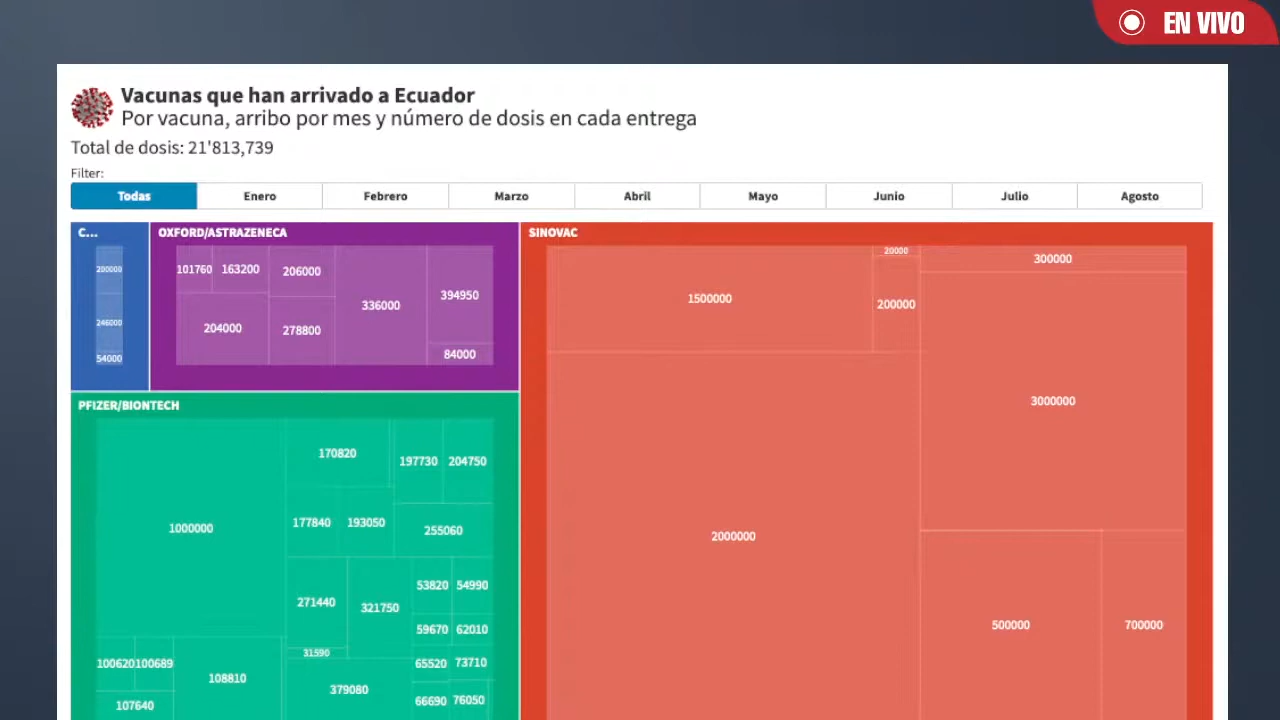 EN VIVO
Vacunas que han arrivado a Ecuador
Por vacuna, arribo por mes y número de dosis en cada entrega
Total de dosis: 21'813,739
Filter:
Todas Enero Febrero Marzo Abril Mayo Junio Julio Agosto
C...
200000
246000
54000
OXFORD/ASTRAZENECA
101760 163200 206000
336000
394950
204000 278800
84000
SINOVAC
1500000
20000
200000
300000
3000000
2000000
500000 700000
PFIZER/BIONTECH
1000000
170820
197730 204750
177840 193050
255060
271440
321750
53820 54990
59670 62010
31590
65520 73710
100620 100689
108810
379080
66690 76050
107640